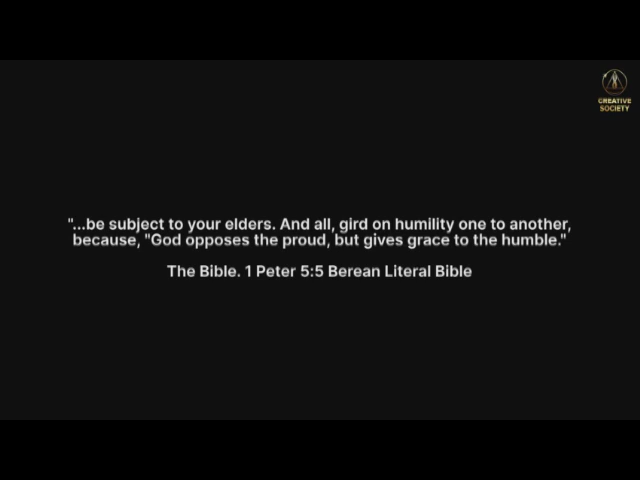 CREATIVE
SOCIETY
"...be subject to your elders. And all, gird on humility one to another,
because, "God opposes the proud, but gives grace to the humble."
The Bible. 1 Peter 5:5 Berean Literal Bible